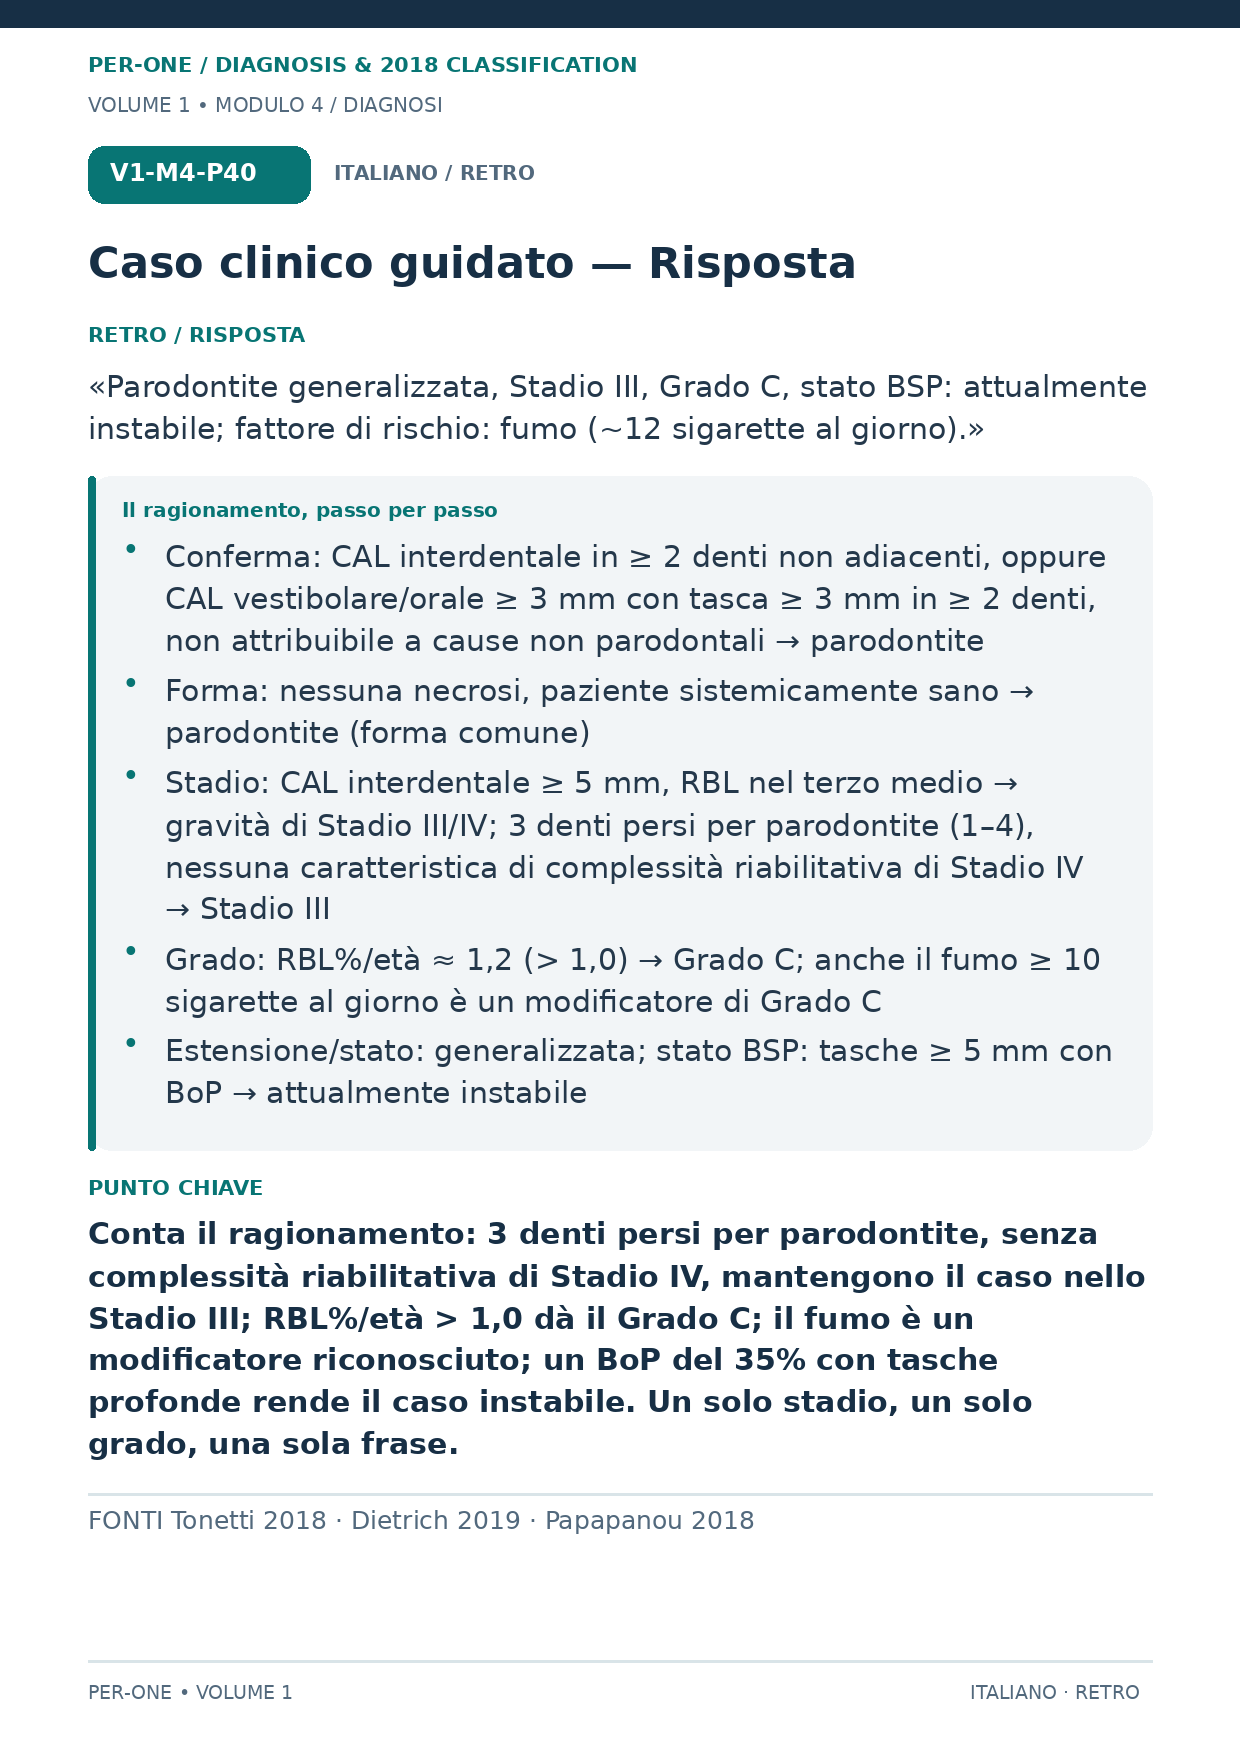 PER-ONE / DIAGNOSIS & 2018 CLASSIFICATION
VOLUME 1 • MODULO 4 / DIAGNOSI
V1-M4-P40
ITALIANO / RETRO
Caso clinico guidato — Risposta
RETRO / RISPOSTA
«Parodontite generalizzata, Stadio III, Grado C, stato BSP: attualmente
instabile; fattore di rischio: fumo (~12 sigarette al giorno).»
Il ragionamento, passo per passo
• Conferma: CAL interdentale in ≥ 2 denti non adiacenti, oppure
CAL vestibolare/orale ≥ 3 mm con tasca ≥ 3 mm in ≥ 2 denti,
non attribuibile a cause non parodontali → parodontite
• Forma: nessuna necrosi, paziente sistemicamente sano →
parodontite (forma comune)
• Stadio: CAL interdentale ≥ 5 mm, RBL nel terzo medio →
gravità di Stadio III/IV; 3 denti persi per parodontite (1–4),
nessuna caratteristica di complessità riabilitativa di Stadio IV
→ Stadio III
• Grado: RBL%/età ≈ 1,2 (> 1,0) → Grado C; anche il fumo ≥ 10
sigarette al giorno è un modificatore di Grado C
• Estensione/stato: generalizzata; stato BSP: tasche ≥ 5 mm con
BoP → attualmente instabile
PUNTO CHIAVE
Conta il ragionamento: 3 denti persi per parodontite, senza
complessità riabilitativa di Stadio IV, mantengono il caso nello
Stadio III; RBL%/età > 1,0 dà il Grado C; il fumo è un
modificatore riconosciuto; un BoP del 35% con tasche
profonde rende il caso instabile. Un solo stadio, un solo
grado, una sola frase.
FONTI Tonetti 2018 · Dietrich 2019 · Papapanou 2018
PER-ONE • VOLUME 1
ITALIANO · RETRO